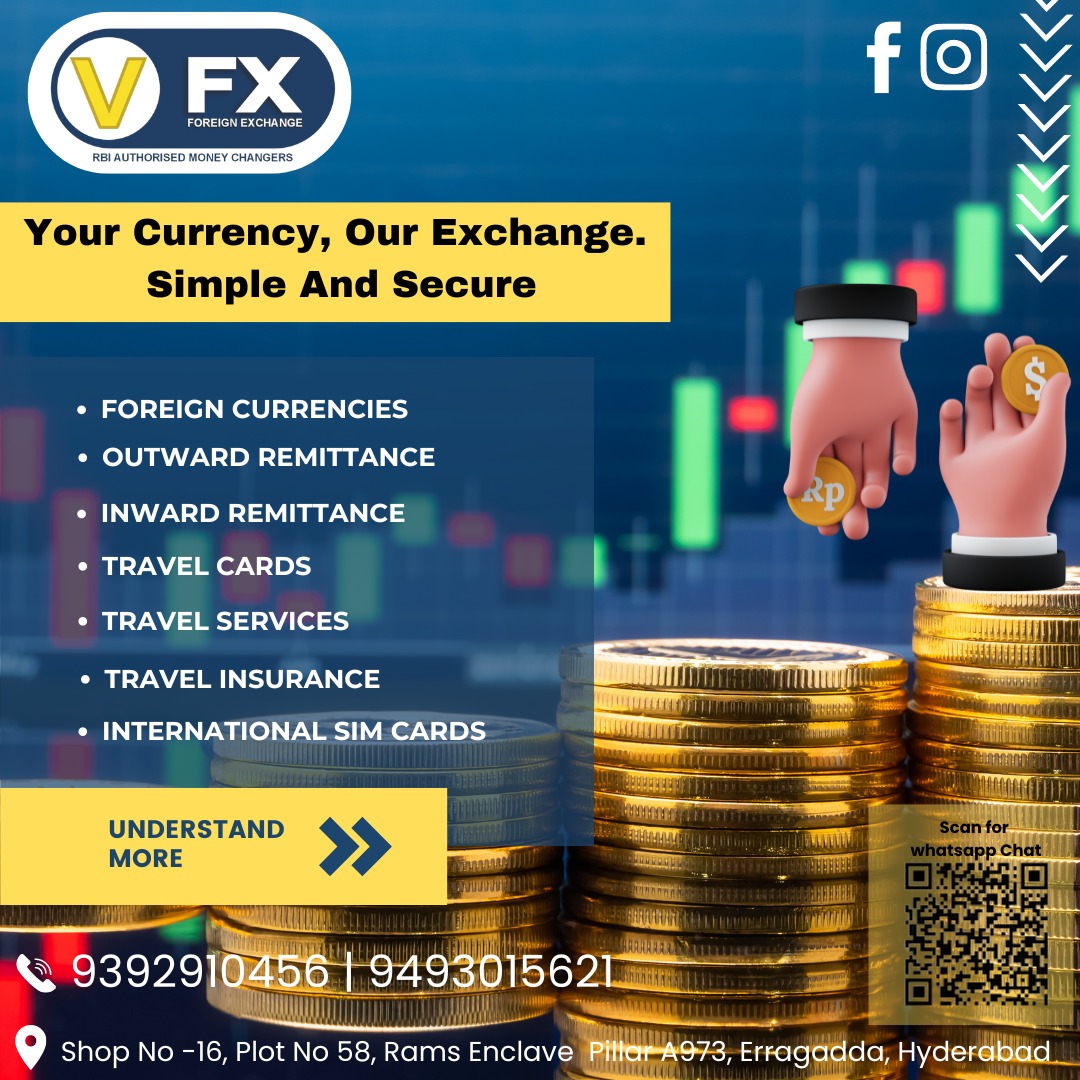 V FX
FOREIGN EXCHANGE
RBI AUTHORISED MONEY CHANGERS
Your Currency, Our Exchange.
Simple And Secure
• FOREIGN CURRENCIES
• OUTWARD REMITTANCE
• INWARD REMITTANCE
• TRAVEL CARDS
• TRAVEL SERVICES
• TRAVEL INSURANCE
• INTERNATIONAL SIM CARDS
$
Rp
UNDERSTAND
MORE
Scan for
whatsapp Chat
9392910456 | 9493015621
Shop No -16, Plot No 58, Rams Enclave Pillar A973, Erragadda, Hyderabad